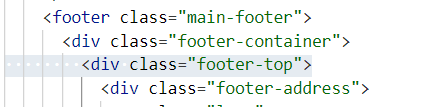 <footer class="main-footer">
<div class="footer-container">
<div class="footer-top">
<div class="footer-address">